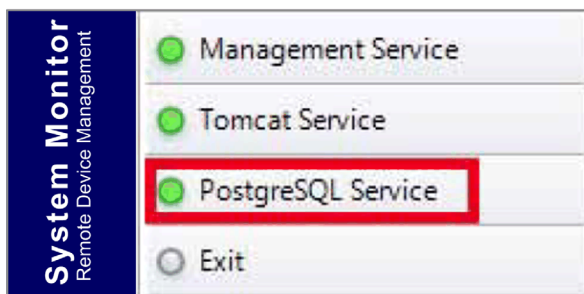 System Monitor
Remote Device Management
Management Service
Tomcat Service
PostgreSQL Service
Exit